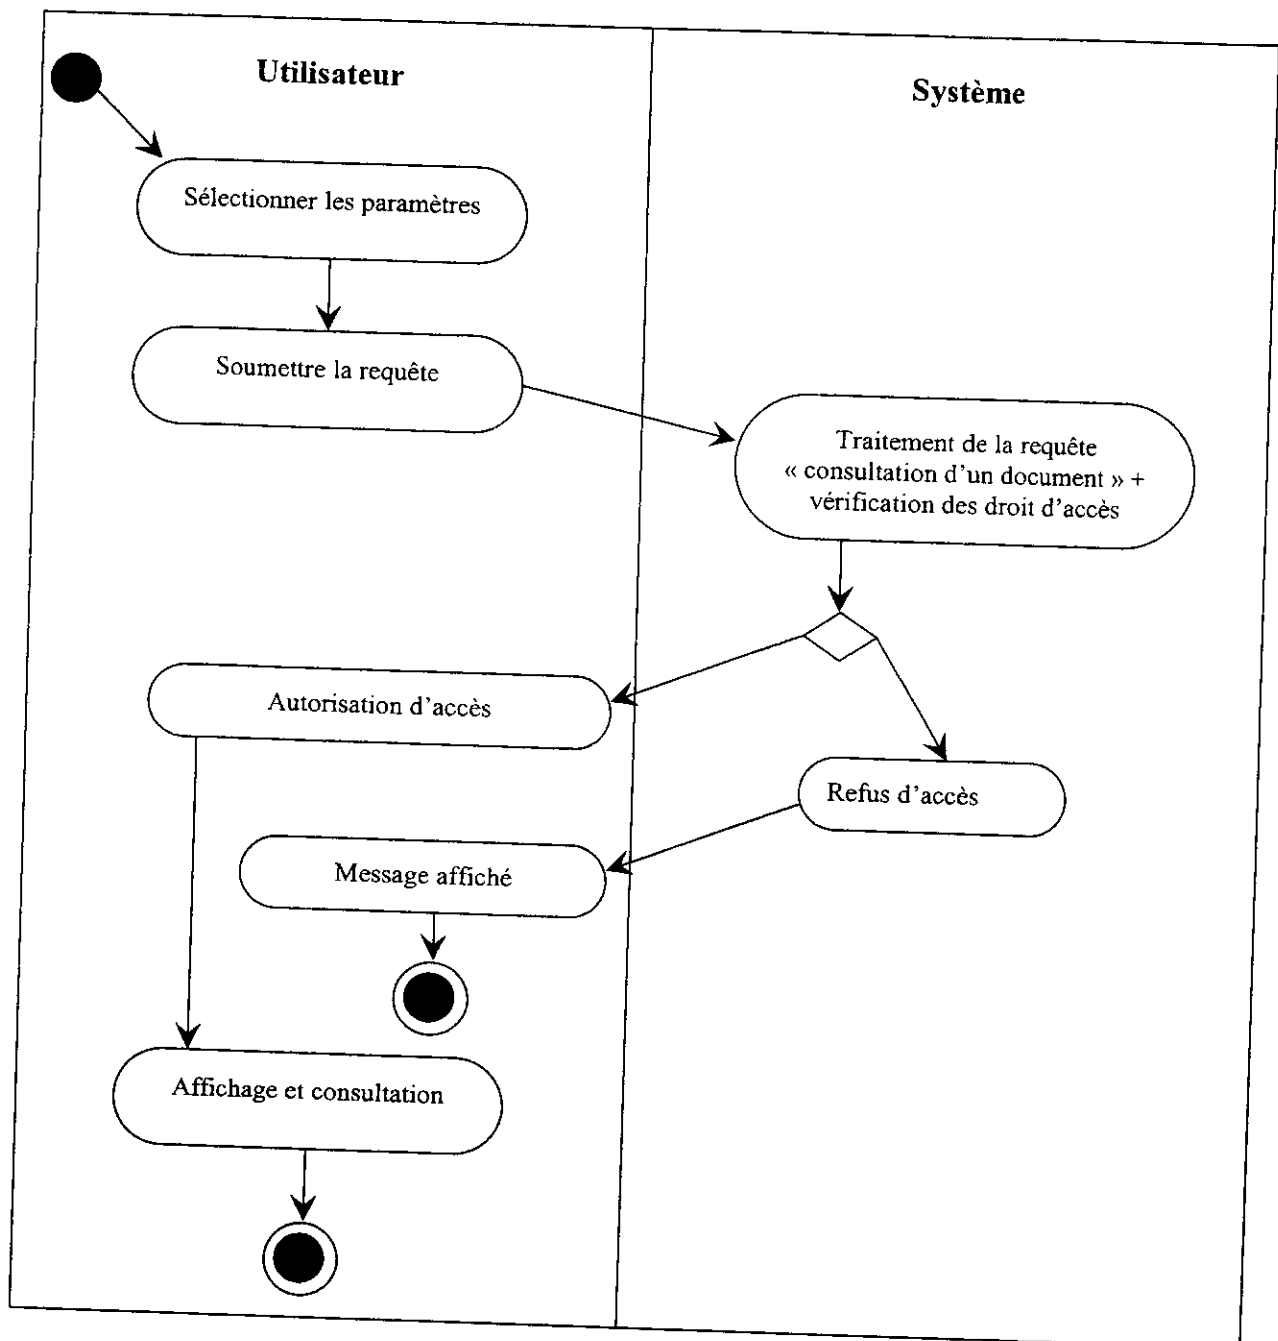 Utilisateur
Système
Sélectionner les paramètres
Soumettre la requête
Traitement de la requête
« consultation d'un document » +
vérification des droit d'accès
Autorisation d'accès
Refus d'accès
Message affiché
Affichage et consultation